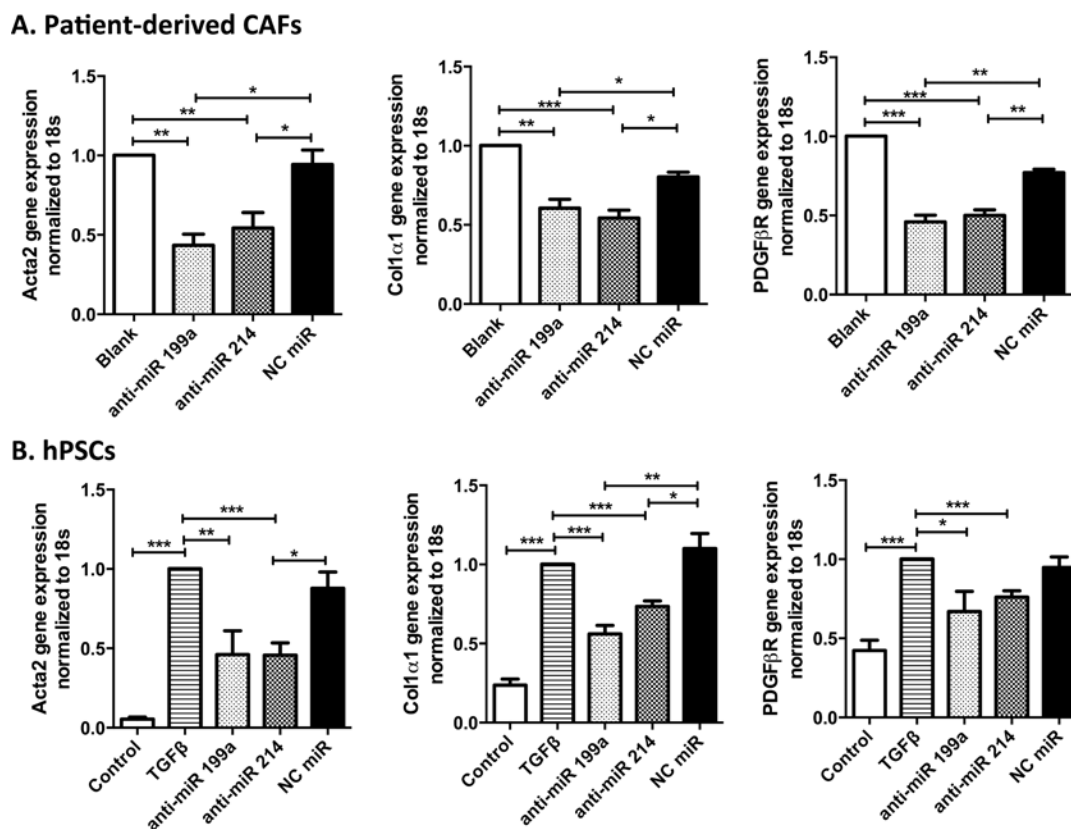 A. Patient-derived CAFs
Acta2 gene expression
normalized to 18s
1.5
1.0
0.5
0.0
*
**
**
*
Blank
anti-miR 199a
anti-miR 214
NC miR
Col1α1 gene expression
normalized to 18s
1.5
1.0
0.5
0.0
*
***
**
*
Blank
anti-miR 199a
anti-miR 214
NC miR
PDGFβR gene expression
normalized to 18s
1.5
1.0
0.5
0.0
**
***
***
**
Blank
anti-miR 199a
anti-miR 214
NC miR
B. hPSCs
Acta2 gene expression
normalized to 18s
1.5
1.0
0.5
0.0
***
***
**
*
Control
TGFβ
anti-miR 199a
anti-miR 214
NC miR
Col1α1 gene expression
normalized to 18s
1.5
1.0
0.5
0.0
**
***
*
***
***
Control
TGFβ
anti-miR 199a
anti-miR 214
NC miR
PDGFβR gene expression
normalized to 18s
1.5
1.0
0.5
0.0
***
*
***
Control
TGFβ
anti-miR 199a
anti-miR 214
NC miR